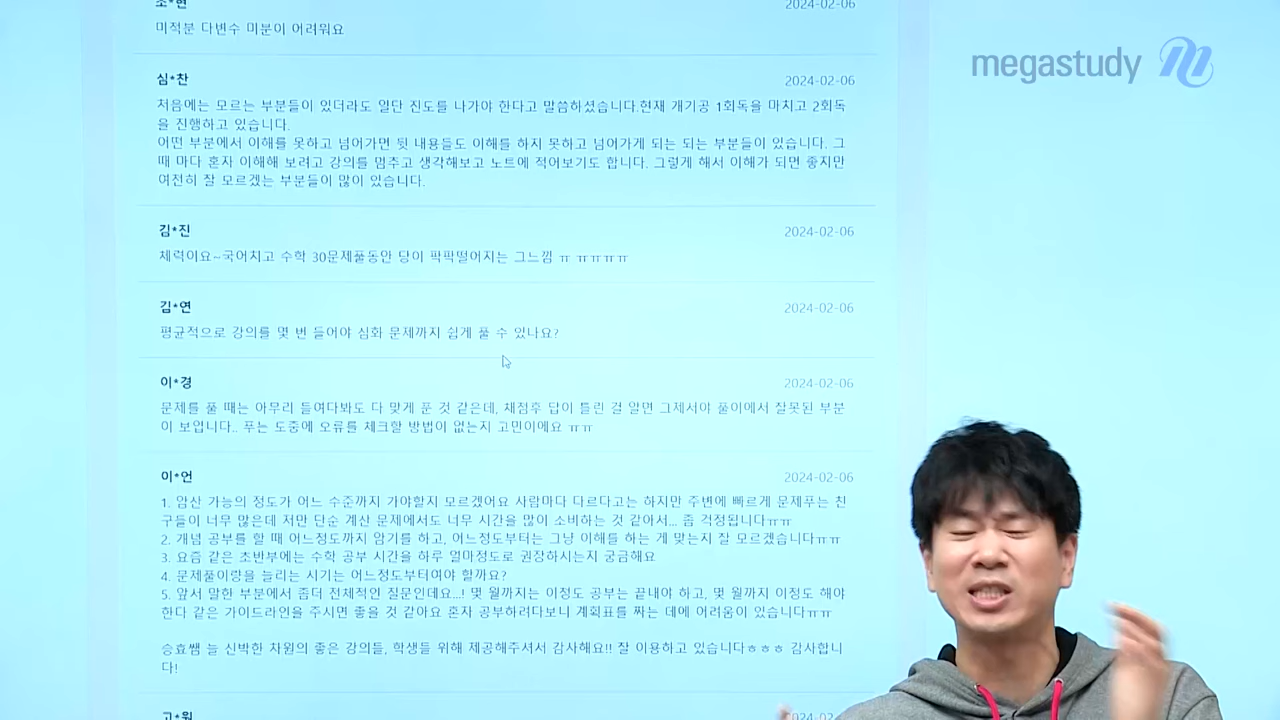 조*현
2024-02-06
미적분 다변수 미분이 어려워요
megastudy
심*찬
2024-02-06
처음에는 모르는 부분들이 있더라도 일단 진도를 나가야 한다고 말씀하셨습니다.현재 개기공 1회독을 마치고 2회독
을 진행하고 있습니다.
어떤 부분에서 이해를 못하고 넘어가면 뒷 내용들도 이해를 하지 못하고 넘어가게 되는 되는 부분들이 있습니다. 그
때 마다 혼자 이해해 보려고 강의를 멈추고 생각해보고 노트에 적어보기도 합니다. 그렇게 해서 이해가 되면 좋지만
여전히 잘 모르겠는 부분들이 많이 있습니다.
김*진
2024-02-06
체력이요~국어치고 수학 30문제풀동안 당이 팍팍떨어지는 그느낌 ㅠ ㅠㅠㅠㅠ
김*연
2024-02-06
평균적으로 강의를 몇 번 들어야 심화 문제까지 쉽게 풀 수 있나요?
이*경
2024-02-06
문제를 풀 때는 아무리 들여다봐도 다 맞게 푼 것 같은데, 채점후 답이 틀린 걸 알면 그제서야 풀이에서 잘못된 부분
이 보입니다.. 푸는 도중에 오류를 체크할 방법이 없는지 고민이에요 ㅠㅠ
이*언
2024-02-06
1. 암산 가능의 정도가 어느 수준까지 가야할지 모르겠어요 사람마다 다르다고는 하지만 주변에 빠르게 문제푸는 친
구들이 너무 많은데 저만 단순 계산 문제에서도 너무 시간을 많이 소비하는 것 같아서... 좀 걱정됩니다ㅠㅠ
2. 개념 공부를 할 때 어느정도까지 암기를 하고, 어느정도부터는 그냥 이해를 하는 게 맞는지 잘 모르겠습니다ㅠㅠ
3. 요즘 같은 초반부에는 수학 공부 시간을 하루 얼마정도로 권장하시는지 궁금해요
4. 문제풀이량을 늘리는 시기는 어느정도부터여야 할까요?
5. 앞서 말한 부분에서 좀더 전체적인 질문인데요...! 몇 월까지는 이정도 공부는 끝내야 하고, 몇 월까지 이정도 해야
한다 같은 가이드라인을 주시면 좋을 것 같아요 혼자 공부하려다보니 계획표를 짜는 데에 어려움이 있습니다ㅠㅠ
승효쌤 늘 신박한 차원의 좋은 강의들, 학생들 위해 제공해주셔서 감사해요!! 잘 이용하고 있습니다ㅎㅎㅎ 감사합니
다!
고*원